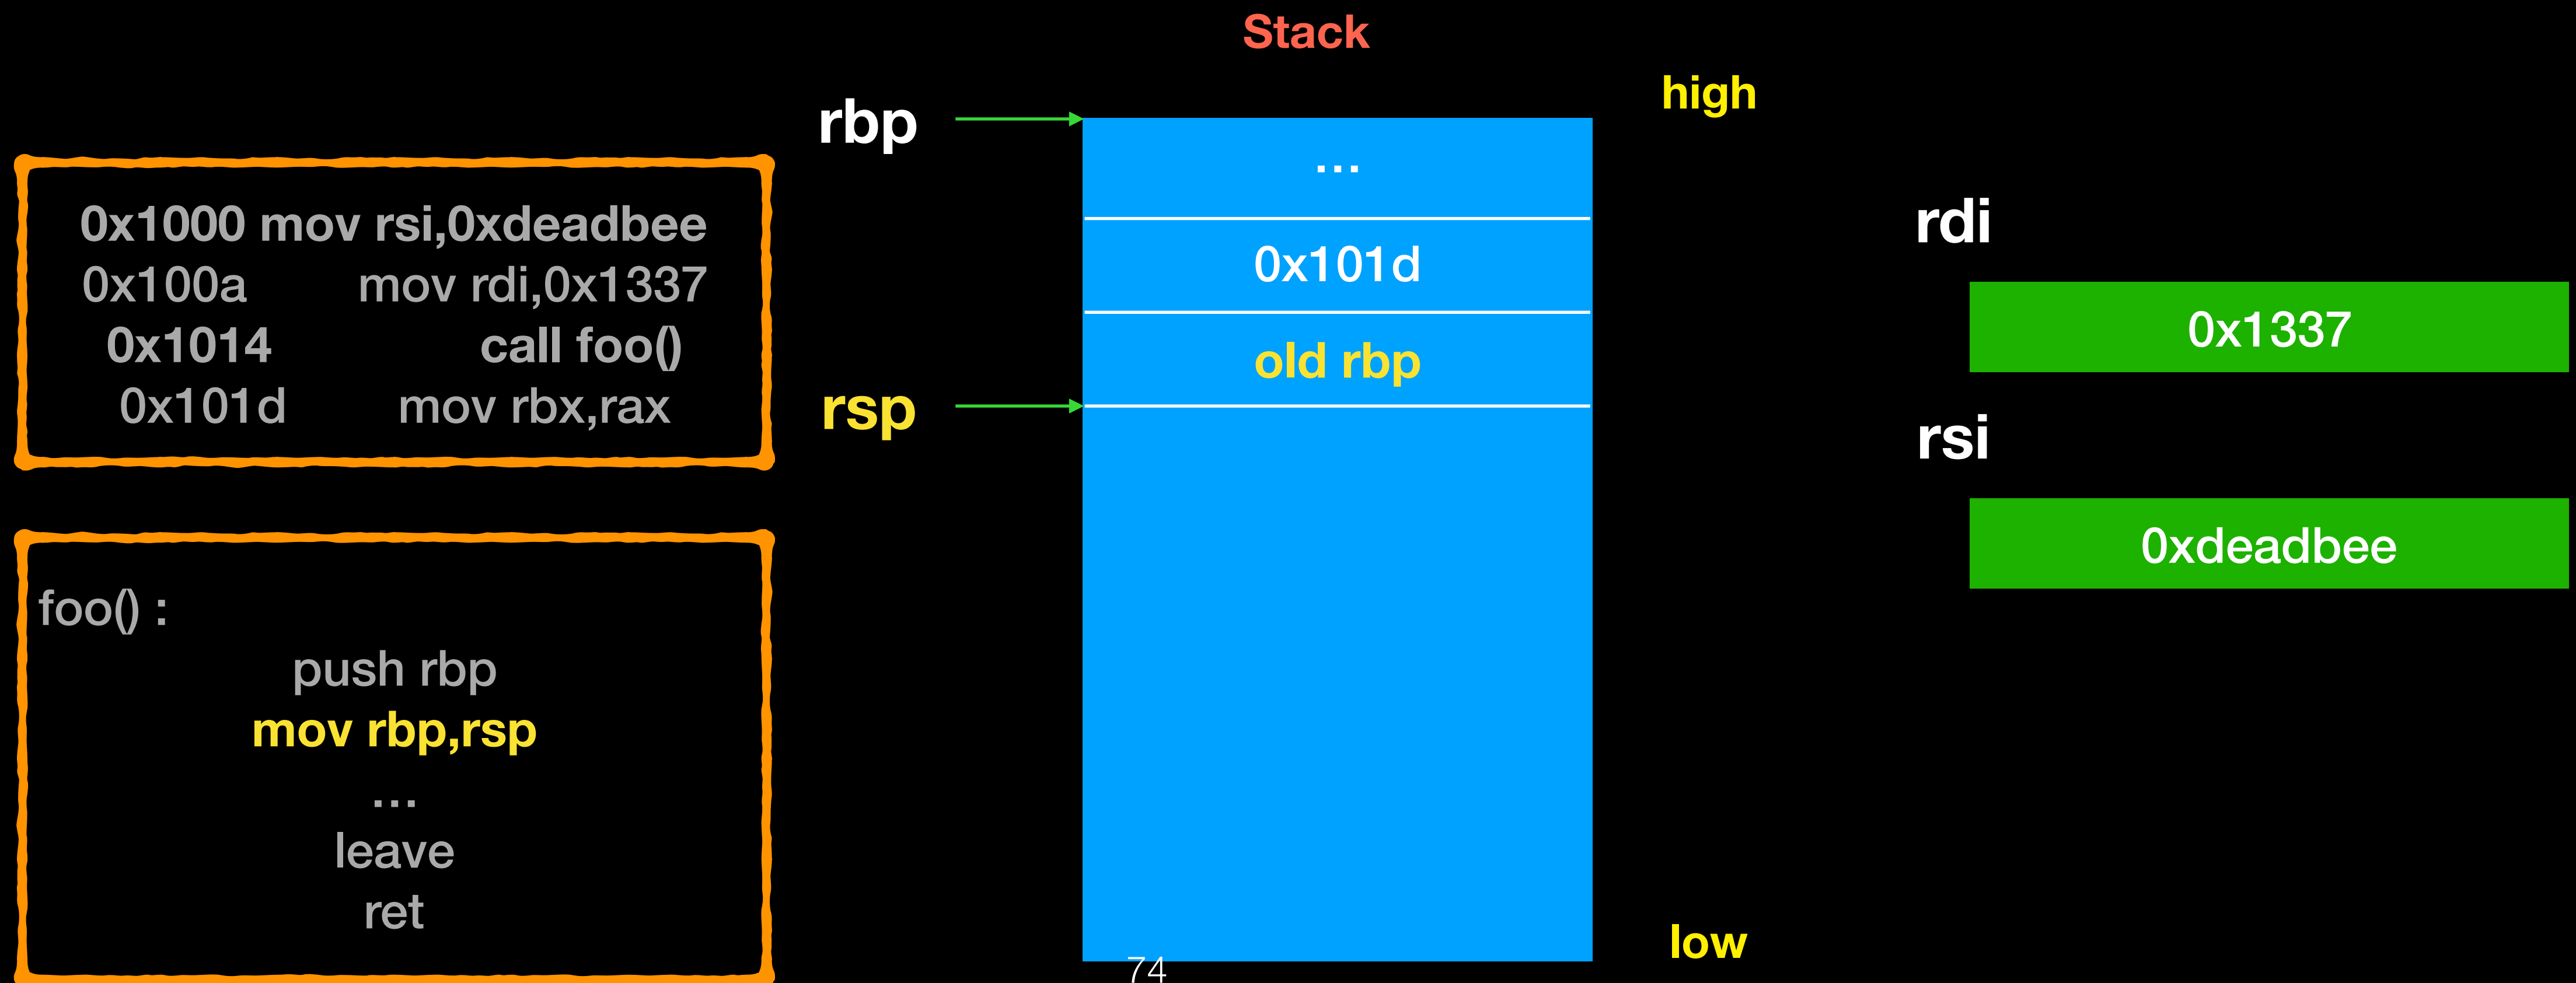 Stack
high
rbp
…
0x1000 mov rsi,0xdeadbee
0x100a mov rdi,0x1337
0x1014 call foo()
0x101d mov rbx,rax
0x101d
old rbp
rsp
rdi
0x1337
rsi
0xdeadbee
foo() :
push rbp
mov rbp,rsp
…
leave
ret
low
74